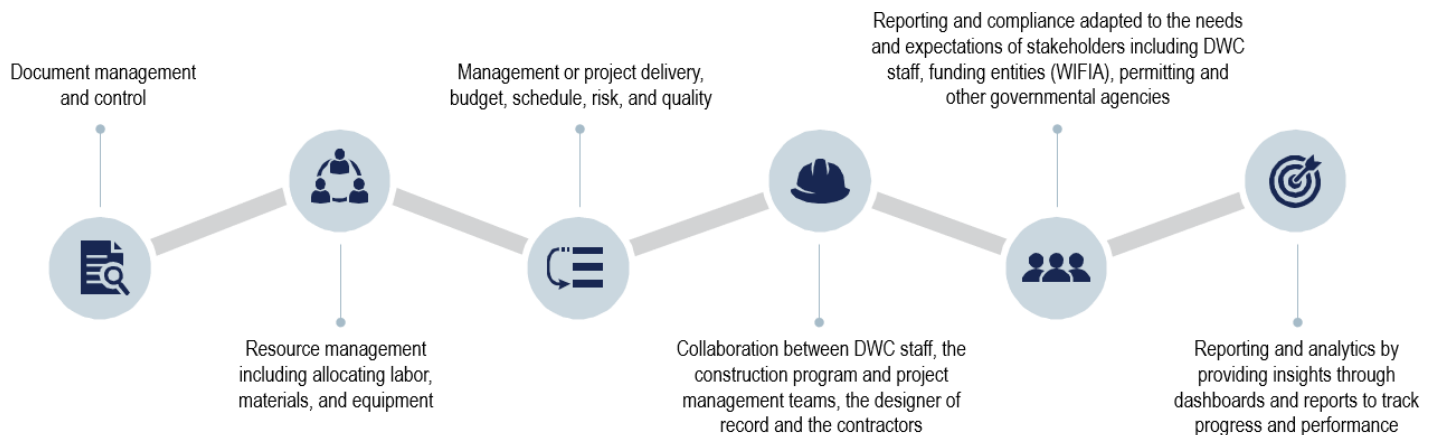 Document management
and control
Resource management
including allocating labor,
materials, and equipment
Management or project delivery,
budget, schedule, risk, and quality
Collaboration between DWC staff, the
construction program and project
management teams, the designer of
record and the contractors
Reporting and compliance adapted to the needs
and expectations of stakeholders including DWC
staff, funding entities (WIFIA), permitting and
other governmental agencies
Reporting and analytics by
providing insights through
dashboards and reports to track
progress and performance